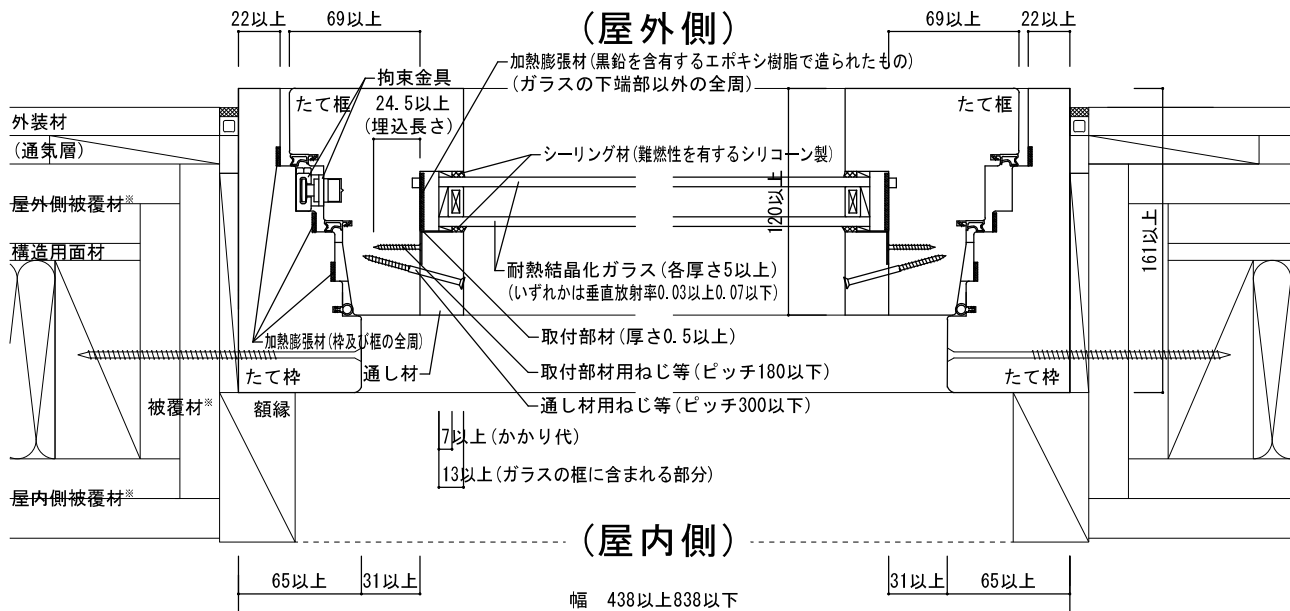 22以上
69以上
(屋外側)
69以上
22以上
加熱膨張材(黒鉛を含有するエポキシ樹脂で造られたもの)
(ガラスの下端部以外の全周)
拘束金具
たて框
24.5以上
(埋込長さ)
たて框
外装材
(通気層)
シーリング材(難燃性を有するシリコーン製)
屋外側被覆材※
120以上
161以上
構造用面材
耐熱結晶化ガラス(各厚さ5以上)
(いずれかは垂直放射率0.03以上0.07以下)
加熱膨張材(枠及び框の全周)
取付部材(厚さ0.5以上)
たて枠
通し材
取付部材用ねじ等(ピッチ180以下)
たて枠
被覆材※
額縁
通し材用ねじ等(ピッチ300以下)
7以上(かかり代)
13以上(ガラスの框に含まれる部分)
屋内側被覆材※
(屋内側)
65以上
31以上
31以上
65以上
幅 438以上838以下